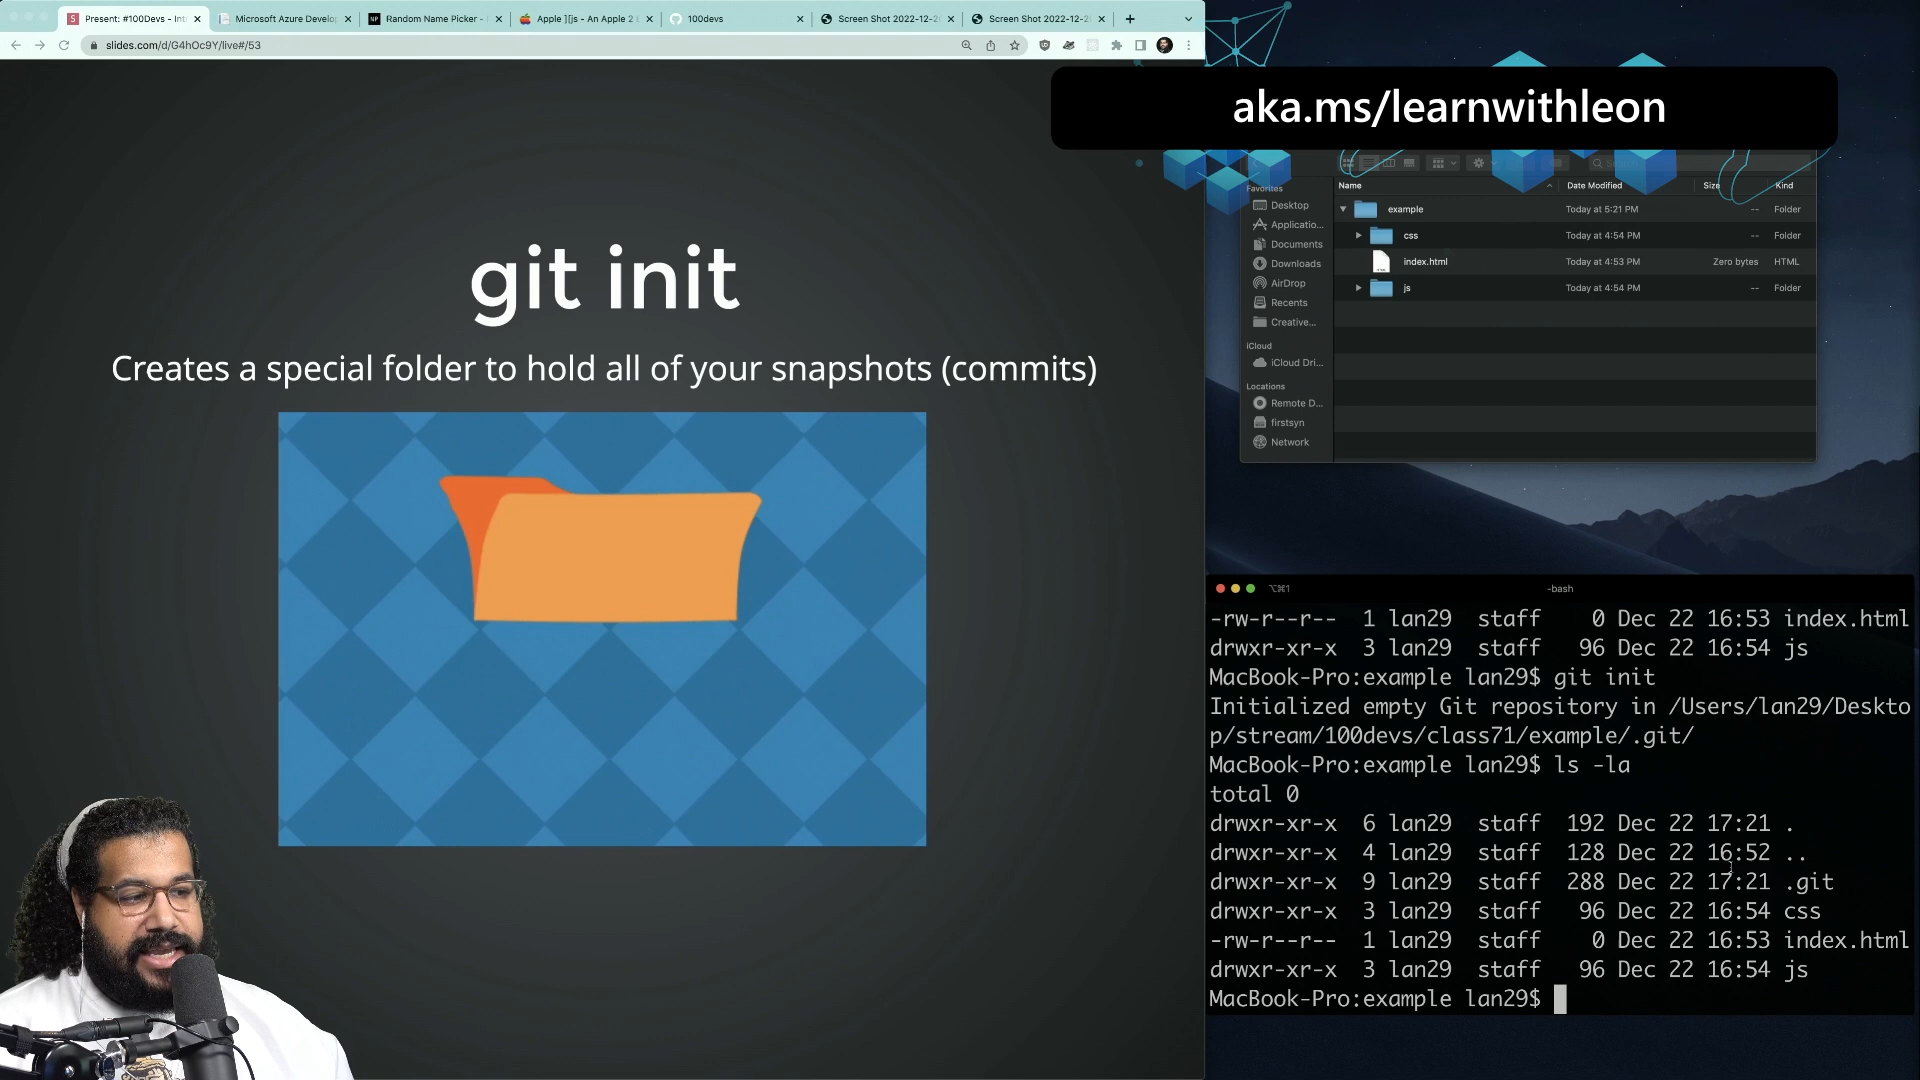 Present: #100Devs - Int
Microsoft Azure Develop
Random Name Picker -
Apple ][js - An Apple 2
100devs
Screen Shot 2022-12-2
Screen Shot 2022-12-2
slides.com/d/G4hOc9Y/live#/53
aka.ms/learnwithleon
git init
Creates a special folder to hold all of your snapshots (commits)
Favorites
Desktop
Applicatio...
Documents
Downloads
AirDrop
Recents
Creative...
iCloud
iCloud Dri...
Locations
Remote D...
firstsyn
Network
Name Date Modified Size Kind
example Today at 5:21 PM -- Folder
css Today at 4:54 PM -- Folder
index.html Today at 4:53 PM Zero bytes HTML
js Today at 4:54 PM -- Folder
⌥⌘1 -bash
-rw-r--r-- 1 lan29 staff 0 Dec 22 16:53 index.html
drwxr-xr-x 3 lan29 staff 96 Dec 22 16:54 js
MacBook-Pro:example lan29$ git init
Initialized empty Git repository in /Users/lan29/Deskto
p/stream/100devs/class71/example/.git/
MacBook-Pro:example lan29$ ls -la
total 0
drwxr-xr-x 6 lan29 staff 192 Dec 22 17:21 .
drwxr-xr-x 4 lan29 staff 128 Dec 22 16:52 ..
drwxr-xr-x 9 lan29 staff 288 Dec 22 17:21 .git
drwxr-xr-x 3 lan29 staff 96 Dec 22 16:54 css
-rw-r--r-- 1 lan29 staff 0 Dec 22 16:53 index.html
drwxr-xr-x 3 lan29 staff 96 Dec 22 16:54 js
MacBook-Pro:example lan29$